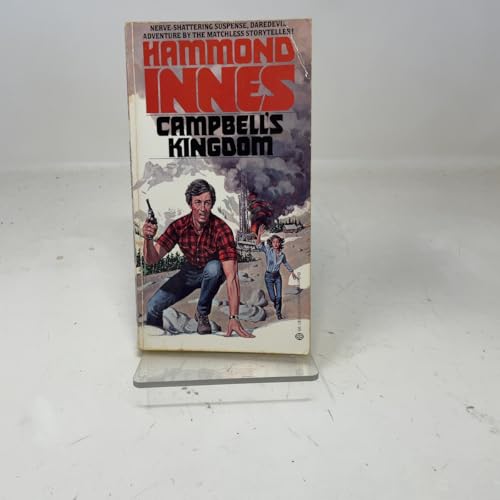 NERVE-SHATTERING SUSPENSE, DAREDEVIL
ADVENTURE BY THE MATCHLESS STORYTELLER!
HAMMOND
INNES
CAMPBELL'S
KINGDOM